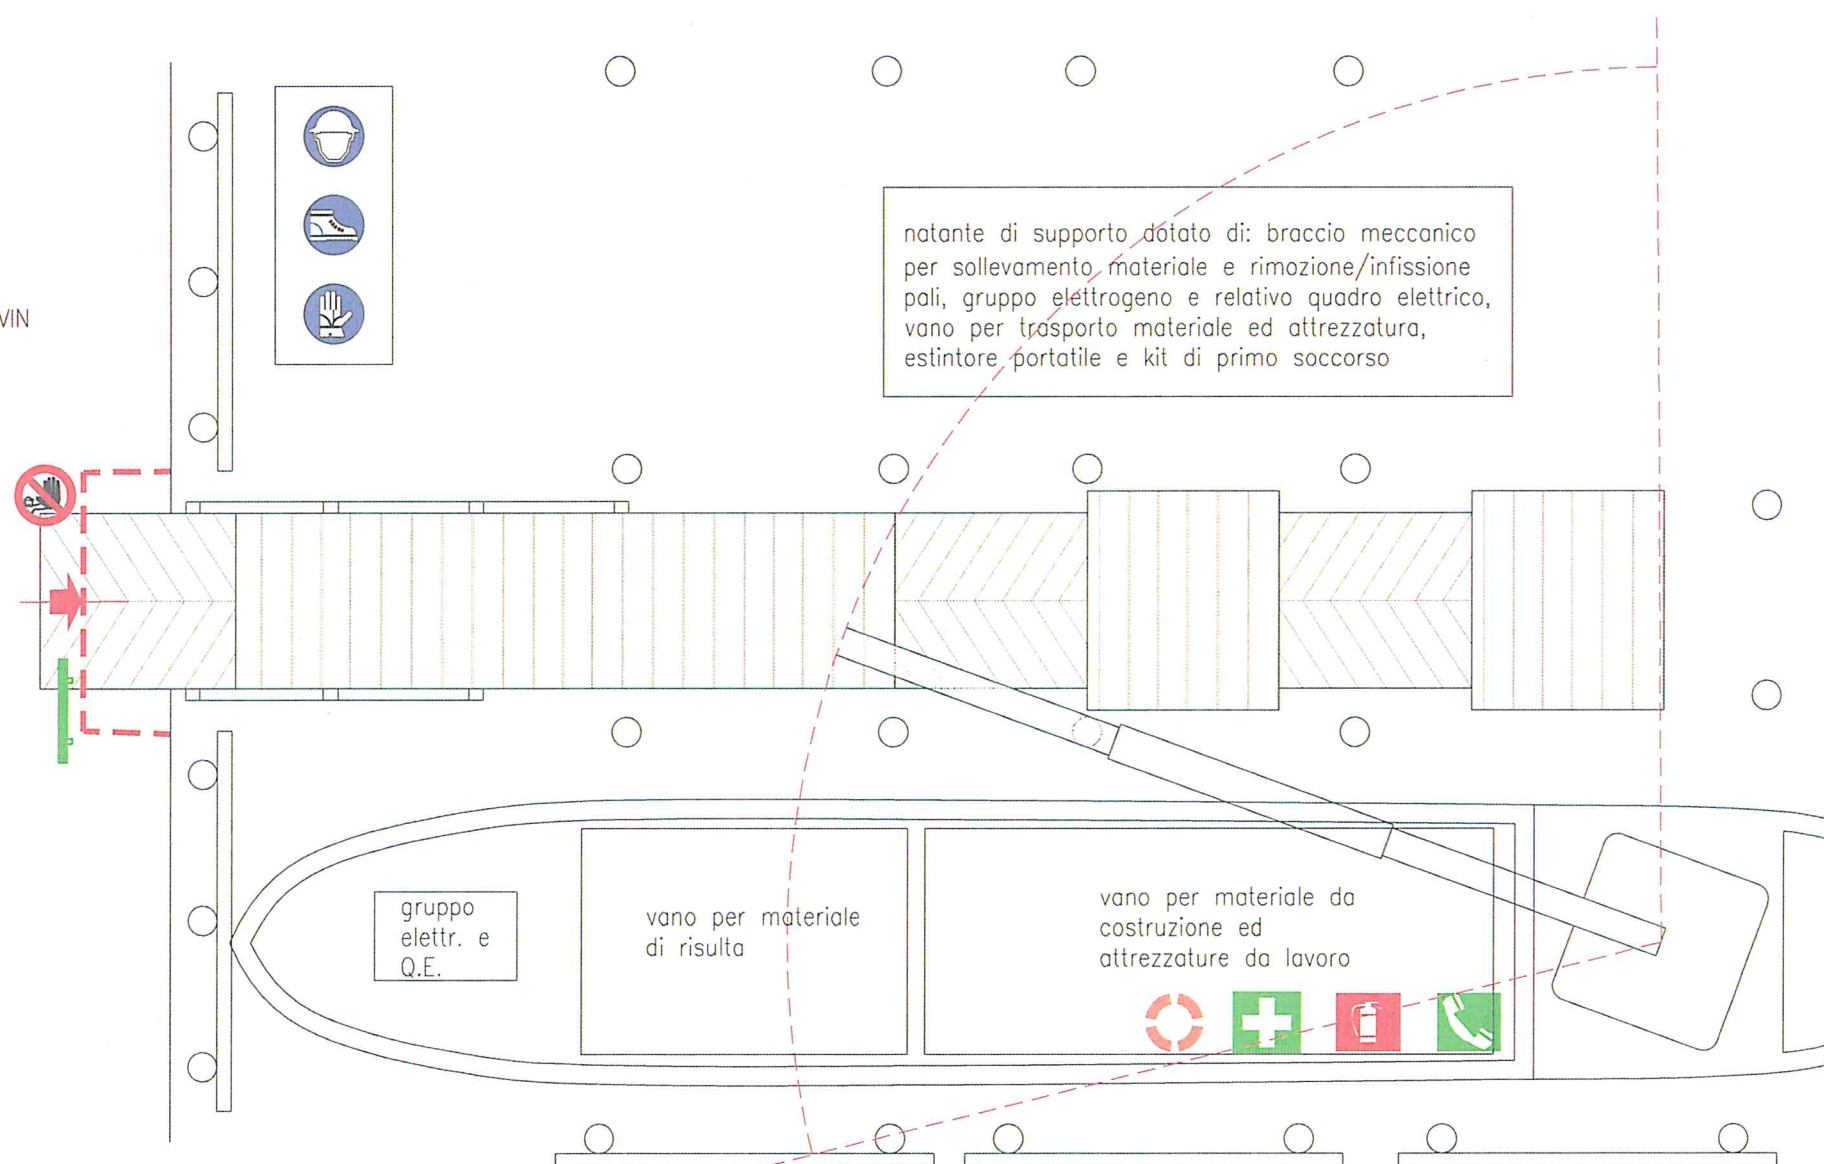 VIN
natante di supporto dotato di: braccio meccanico
per sollevamento materiale e rimozione/infissione
pali, gruppo elettrogeno e relativo quadro elettrico,
vano per trasporto materiale ed attrezzatura,
estintore portatile e kit di primo soccorso
gruppo
elettr. e
Q.E.
vano per materiale
di risulta
vano per materiale da
costruzione ed
attrezzature da lavoro